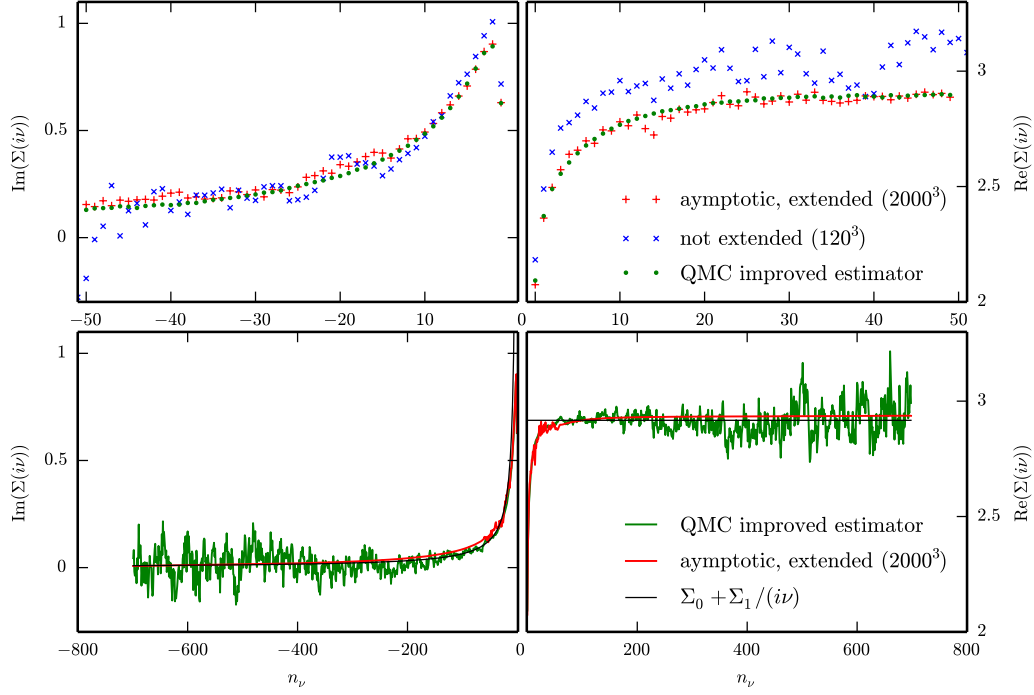 1
0.5
0
Im(Σ(iν))
−50
−40
−30
−20
10
3
2.5
2
Re(Σ(iν))
0
10
20
30
40
50
aymptotic, extended (2000³)
not extended (120³)
QMC improved estimator
1
0.5
0
Im(Σ(iν))
−800
−600
−400
−200
n_ν
3
2.5
2
Re(Σ(iν))
0
200
400
600
800
n_ν
QMC improved estimator
aymptotic, extended (2000³)
Σ₀ +Σ₁/(iν)